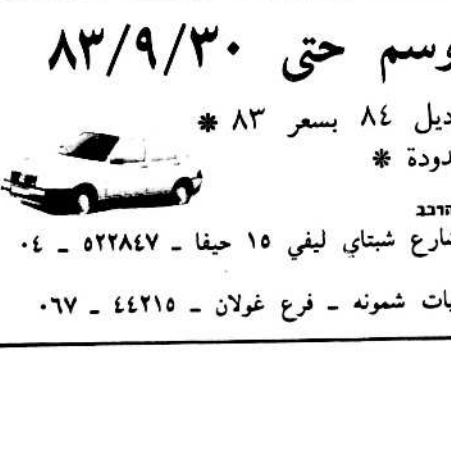 وسم حتى ٨٣/٩/٣٠
ديل ٨٤ بسعر ٨٣ *
دودة *
הרכב
شارع شبتاي ليفي ١٥ حيفا _ ٥٢٢٨٤٧ _ ٠٤
يات شمونه _ فرع غولان _ ٤٤٢١٥ _ ٠٦٧